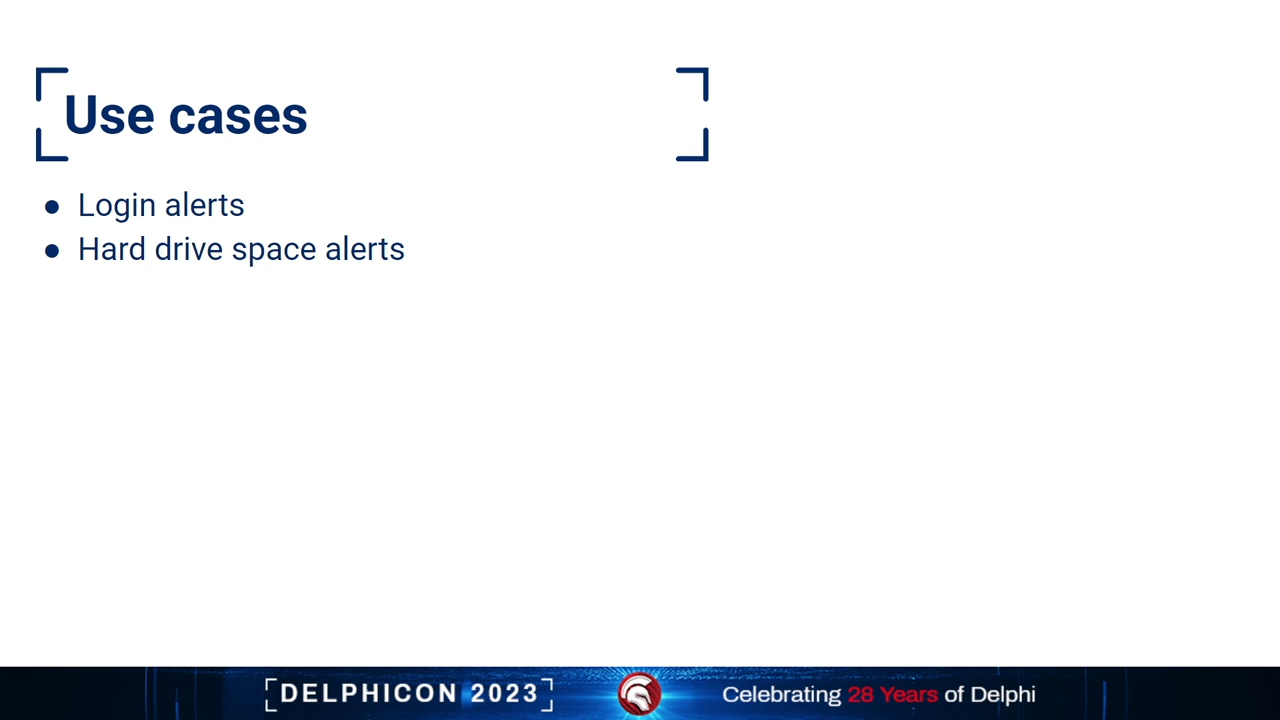 Use cases
● Login alerts
● Hard drive space alerts
DELPHICON 2023
Celebrating 28 Years of Delphi